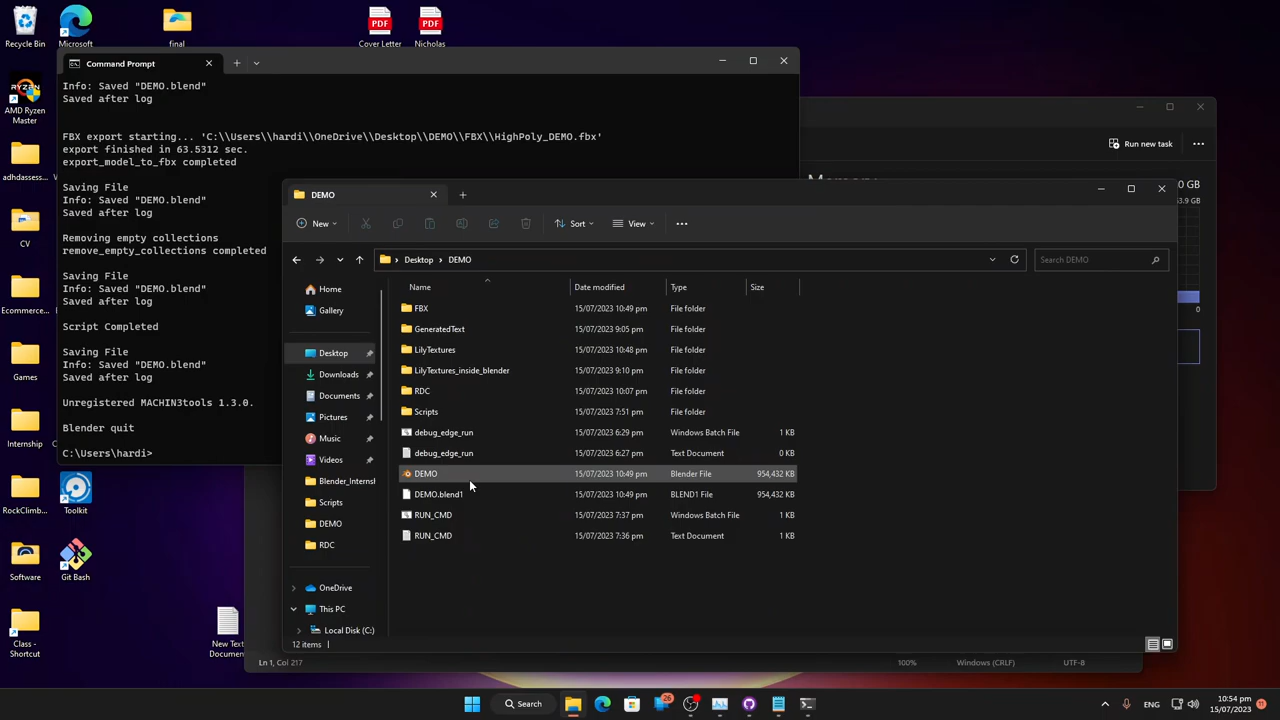 Recycle Bin
Microsoft
final
PDF
Cover Letter
PDF
Nicholas
RYZEN
AMD Ryzen
Master
adhdasses...
CV
Ecommerce...
Games
Internship
RockClimb...
Toolkit
Software
Git Bash
Class -
Shortcut
New Text
Document
Command Prompt
Info: Saved "DEMO.blend"
Saved after log
FBX export starting... 'C:\\Users\\hardi\\OneDrive\\Desktop\\DEMO\\FBX\\HighPoly_DEMO.fbx'
export finished in 63.5312 sec.
export_model_to_fbx completed
Saving File
Info: Saved "DEMO.blend"
Saved after log
Removing empty collections
remove_empty_collections completed
Saving File
Info: Saved "DEMO.blend"
Saved after log
Script Completed
Saving File
Info: Saved "DEMO.blend"
Saved after log
Unregistered MACHIN3tools 1.3.0.
Blender quit
C:\Users\hardi>
Run new task
DEMO
New
Sort
View
Desktop > DEMO
Search DEMO
Home
Gallery
Desktop
Downloads
Documents
Pictures
Music
Videos
Blender_Internsl
Scripts
DEMO
RDC
OneDrive
This PC
Local Disk (C:)
Name Date modified Type Size
FBX 15/07/2023 10:49 pm File folder
GeneratedText 15/07/2023 9:05 pm File folder
LilyTextures 15/07/2023 10:48 pm File folder
LilyTextures_inside_blender 15/07/2023 9:10 pm File folder
RDC 15/07/2023 10:07 pm File folder
Scripts 15/07/2023 7:51 pm File folder
debug_edge_run 15/07/2023 6:29 pm Windows Batch File 1 KB
debug_edge_run 15/07/2023 6:27 pm Text Document 0 KB
DEMO 15/07/2023 10:49 pm Blender File 954,432 KB
DEMO.blend1 15/07/2023 10:49 pm BLEND1 File 954,432 KB
RUN_CMD 15/07/2023 7:37 pm Windows Batch File 1 KB
RUN_CMD 15/07/2023 7:36 pm Text Document 1 KB
12 items
Ln 1, Col 217
100%
Windows (CRLF)
UTF-8
Search
26
ENG
10:54 pm
15/07/2023